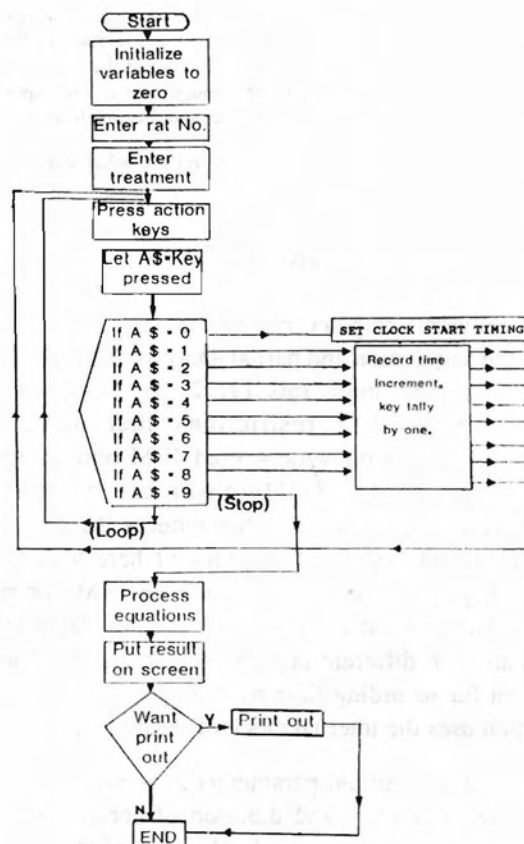 Start
Initialize
variables to
zero
Enter rat No.
Enter
treatment
Press action
keys
Let A$=Key
pressed
If A $ = 0
If A $ = 1
If A $ = 2
If A $ = 3
If A $ = 4
If A $ = 5
If A $ = 6
If A $ = 7
If A $ = 8
If A $ = 9
SET CLOCK START TIMING
Record time
Increment.
key tally
by one.
(Stop)
(Loop)
Process
equations
Put result
on screen
Want
print
out
Y
Print out
N
END